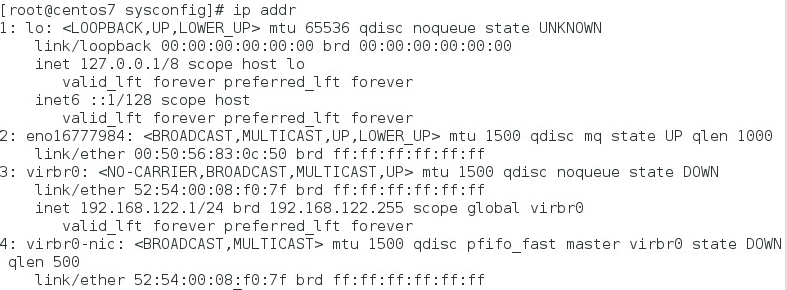 [root@centos7 sysconfig]# ip addr
1: lo: <LOOPBACK,UP,LOWER_UP> mtu 65536 qdisc noqueue state UNKNOWN
    link/loopback 00:00:00:00:00:00 brd 00:00:00:00:00:00
    inet 127.0.0.1/8 scope host lo
       valid_lft forever preferred_lft forever
    inet6 ::1/128 scope host
       valid_lft forever preferred_lft forever
2: eno16777984: <BROADCAST,MULTICAST,UP,LOWER_UP> mtu 1500 qdisc mq state UP qlen 1000
    link/ether 00:50:56:83:0c:50 brd ff:ff:ff:ff:ff:ff
3: virbr0: <NO-CARRIER,BROADCAST,MULTICAST,UP> mtu 1500 qdisc noqueue state DOWN
    link/ether 52:54:00:08:f0:7f brd ff:ff:ff:ff:ff:ff
    inet 192.168.122.1/24 brd 192.168.122.255 scope global virbr0
       valid_lft forever preferred_lft forever
4: virbr0-nic: <BROADCAST,MULTICAST> mtu 1500 qdisc pfifo_fast master virbr0 state DOWN
 qlen 500
    link/ether 52:54:00:08:f0:7f brd ff:ff:ff:ff:ff:ff